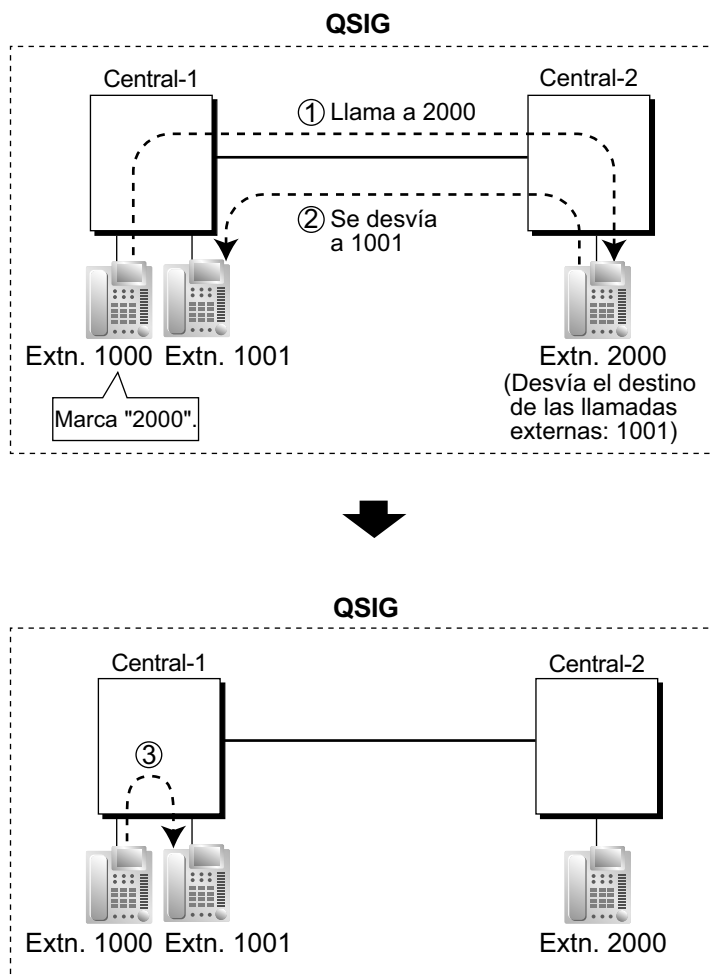 QSIG
Central-1
Central-2
① Llama a 2000
② Se desvía
a 1001
Extn. 1000
Extn. 1001
Extn. 2000
(Desvía el destino
de las llamadas
externas: 1001)
Marca "2000".
QSIG
Central-1
Central-2
③
Extn. 1000
Extn. 1001
Extn. 2000